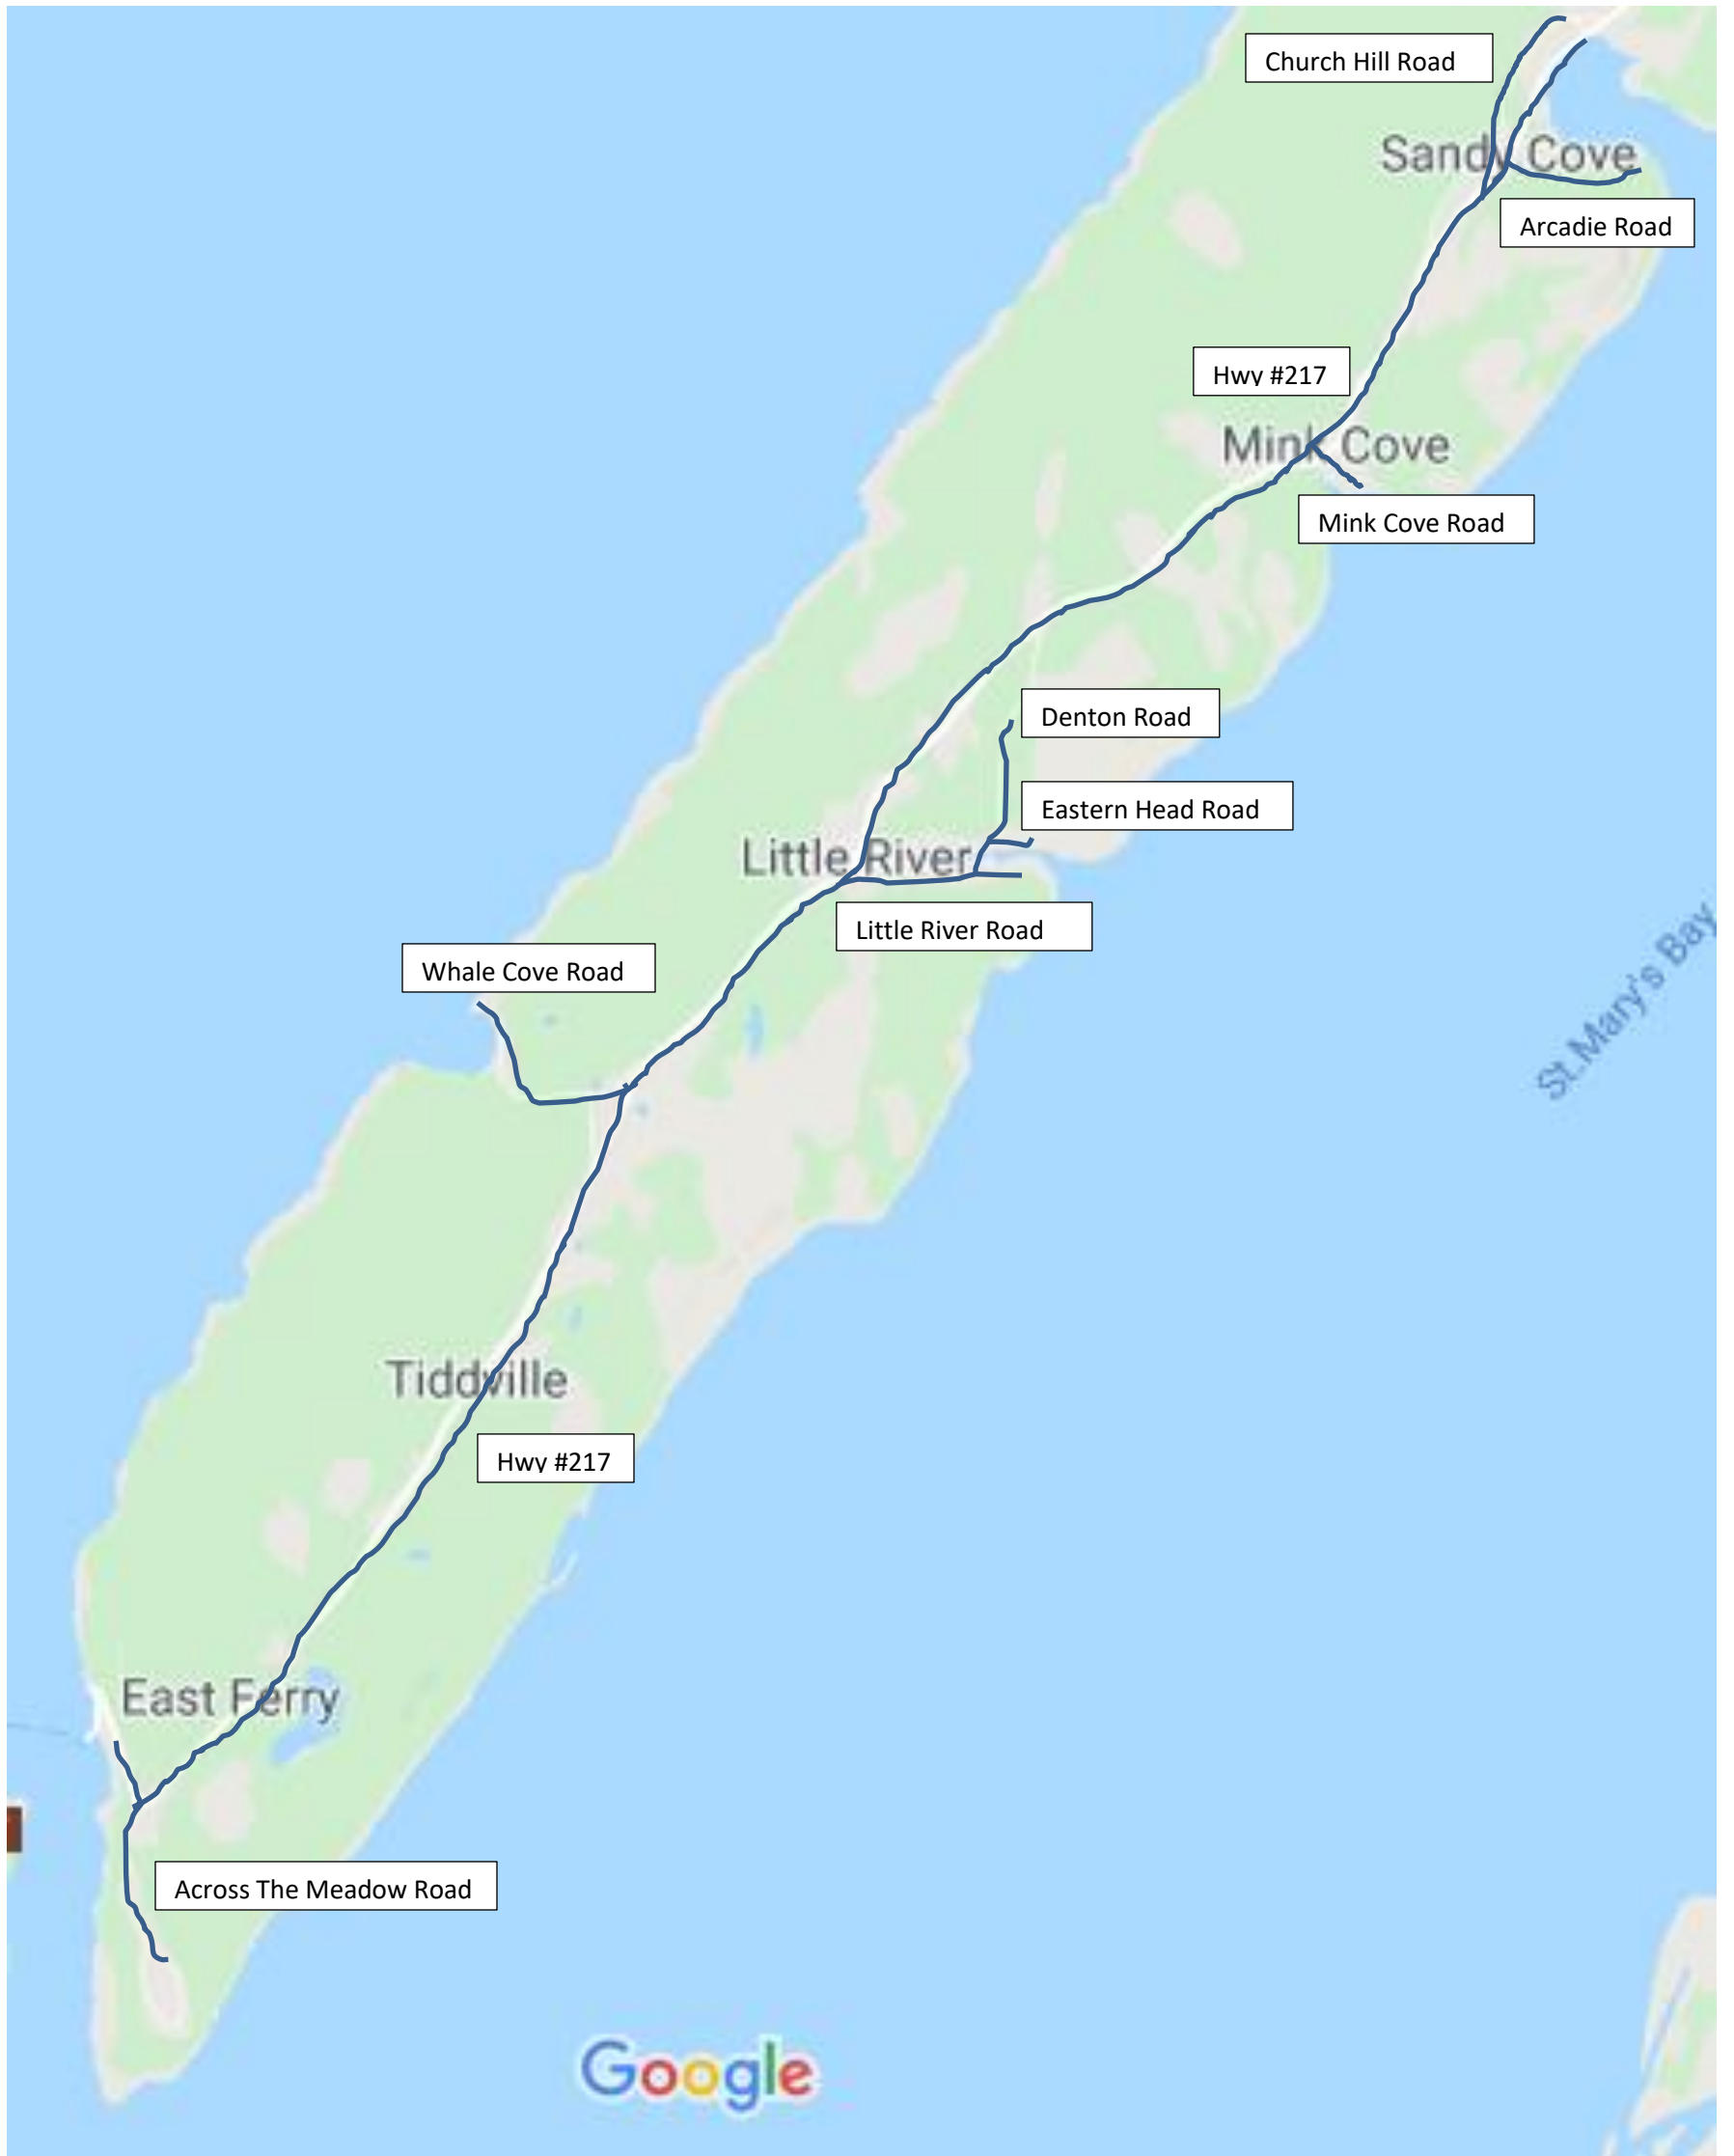 Church Hill Road
Sandy Cove
Arcadie Road
Hwy #217
Mink Cove
Mink Cove Road
Denton Road
Eastern Head Road
Little River
Little River Road
St.Mary's Bay
Whale Cove Road
Tiddville
Hwy #217
East Ferry
Across The Meadow Road
Google